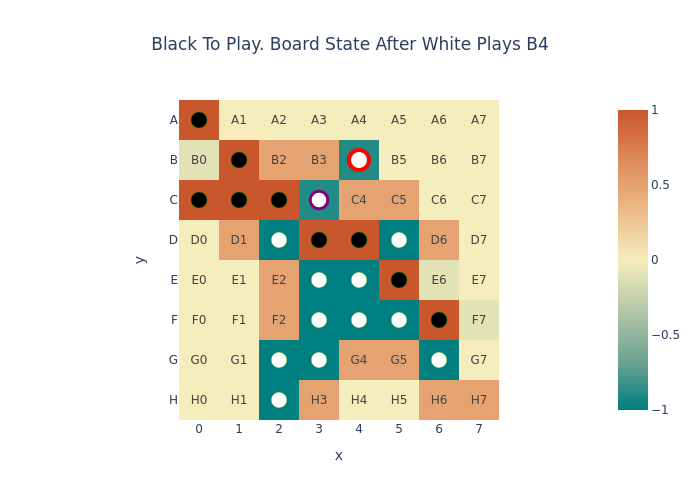 Black To Play. Board State After White Plays B4
A A1 A2 A3 A4 A5 A6 A7
B B0 B2 B3 B5 B6 B7
C C4 C5 C6 C7
D D0 D1 D6 D7
E E0 E1 E2 E6 E7
F F0 F1 F2 F7
G G0 G1 G4 G5 G7
H H0 H1 H3 H4 H5 H6 H7
0 1 2 3 4 5 6 7
x
y
1
0.5
0
−0.5
−1